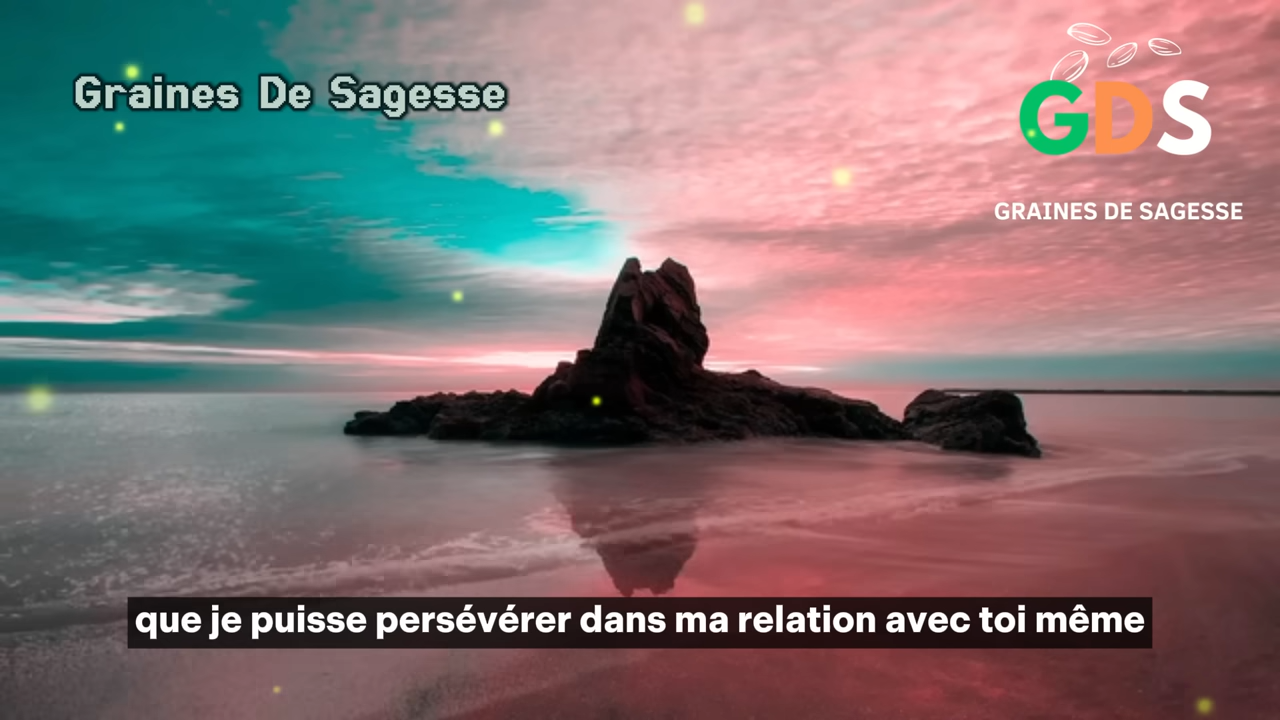 Graines De Sagesse
GDS
GRAINES DE SAGESSE
que je puisse persévérer dans ma relation avec toi même